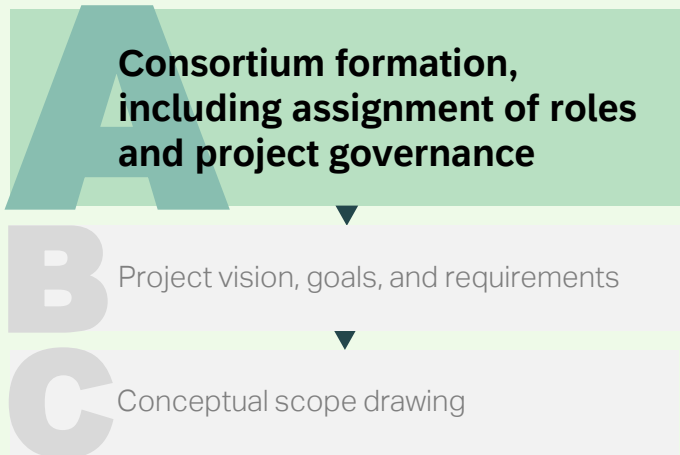 A
Consortium formation,
including assignment of roles
and project governance
B
Project vision, goals, and requirements
C
Conceptual scope drawing